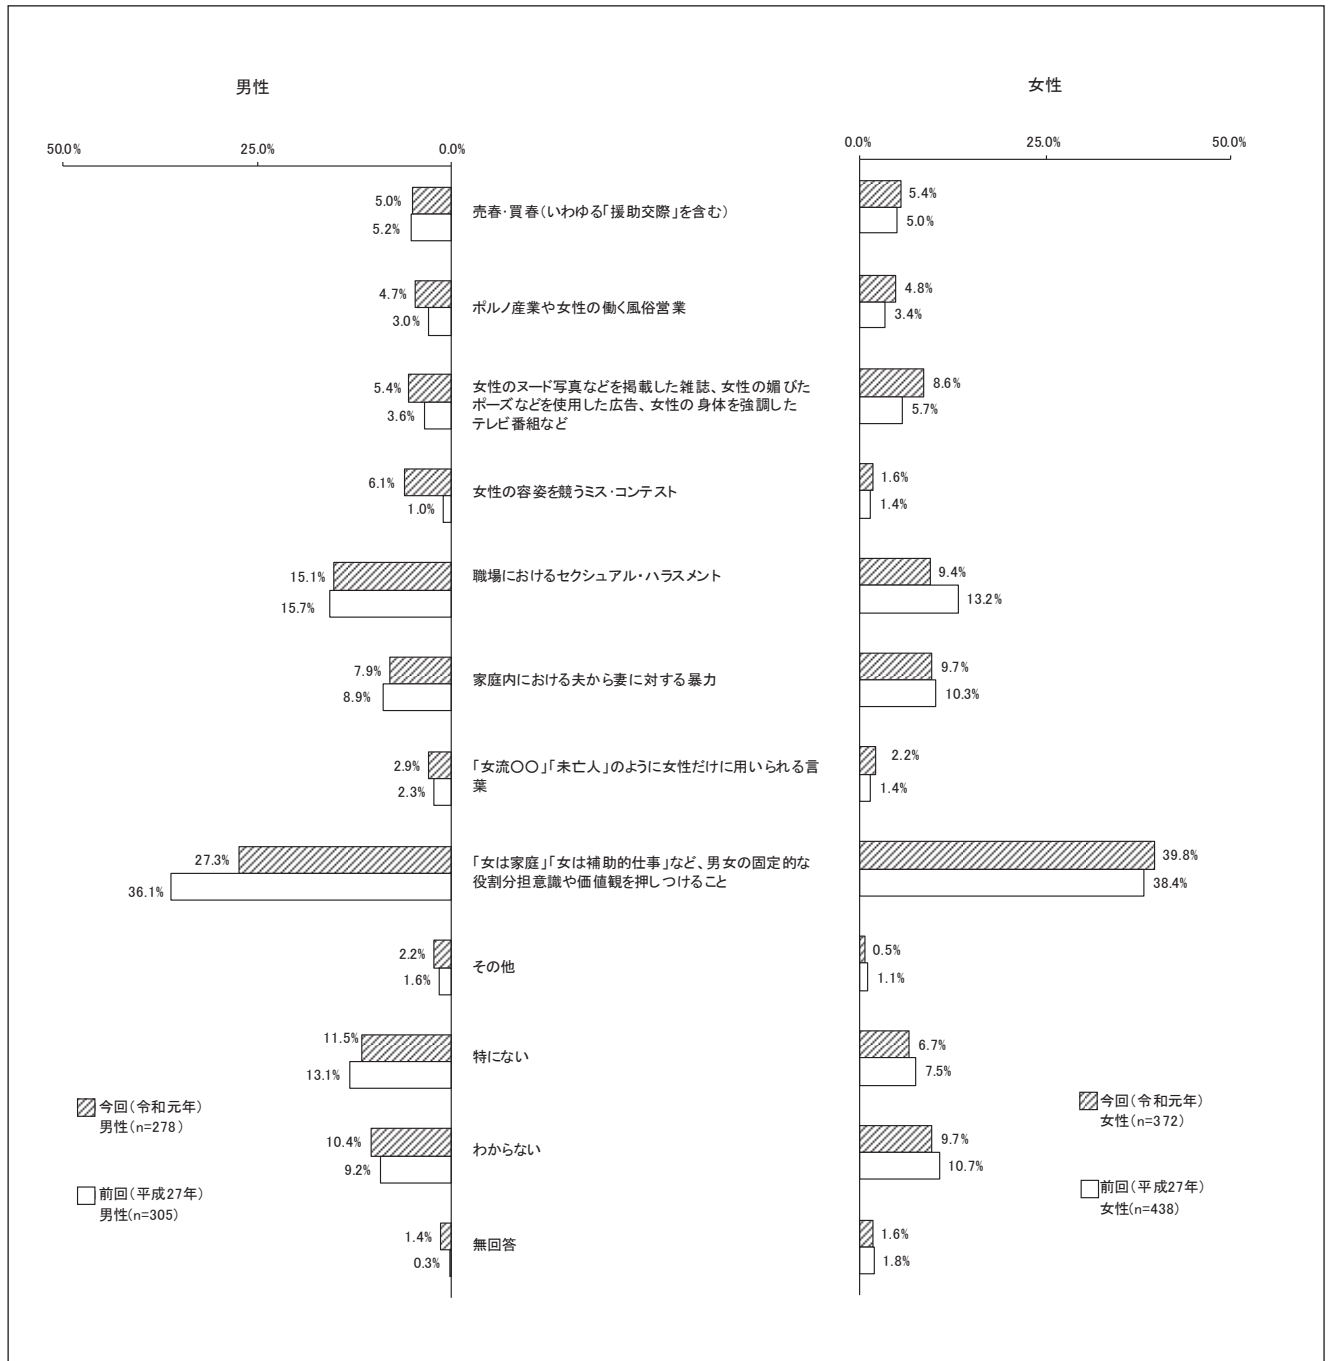 男性
女性
50.0%
25.0%
0.0%
0.0%
25.0%
50.0%
5.0%
5.2%
売春・買春（いわゆる「援助交際」を含む）
5.4%
5.0%
4.7%
3.0%
ポルノ産業や女性の働く風俗営業
4.8%
3.4%
5.4%
3.6%
女性のヌード写真などを掲載した雑誌、女性の媚びた
ポーズなどを使用した広告、女性の身体を強調した
テレビ番組など
8.6%
5.7%
6.1%
1.0%
女性の容姿を競うミス・コンテスト
1.6%
1.4%
15.1%
15.7%
職場におけるセクシュアル・ハラスメント
9.4%
13.2%
7.9%
8.9%
家庭内における夫から妻に対する暴力
9.7%
10.3%
2.9%
2.3%
「女流〇〇」「未亡人」のように女性だけに用いられる言
葉
2.2%
1.4%
27.3%
36.1%
「女は家庭」「女は補助的仕事」など、男女の固定的な
役割分担意識や価値観を押しつけること
39.8%
38.4%
2.2%
1.6%
その他
0.5%
1.1%
11.5%
13.1%
特にない
6.7%
7.5%
10.4%
9.2%
わからない
9.7%
10.7%
1.4%
0.3%
無回答
1.6%
1.8%
今回（令和元年）
男性（n=278）
前回（平成27年）
男性(n=305)
今回（令和元年）
女性（n=372）
前回（平成27年）
女性(n=438)